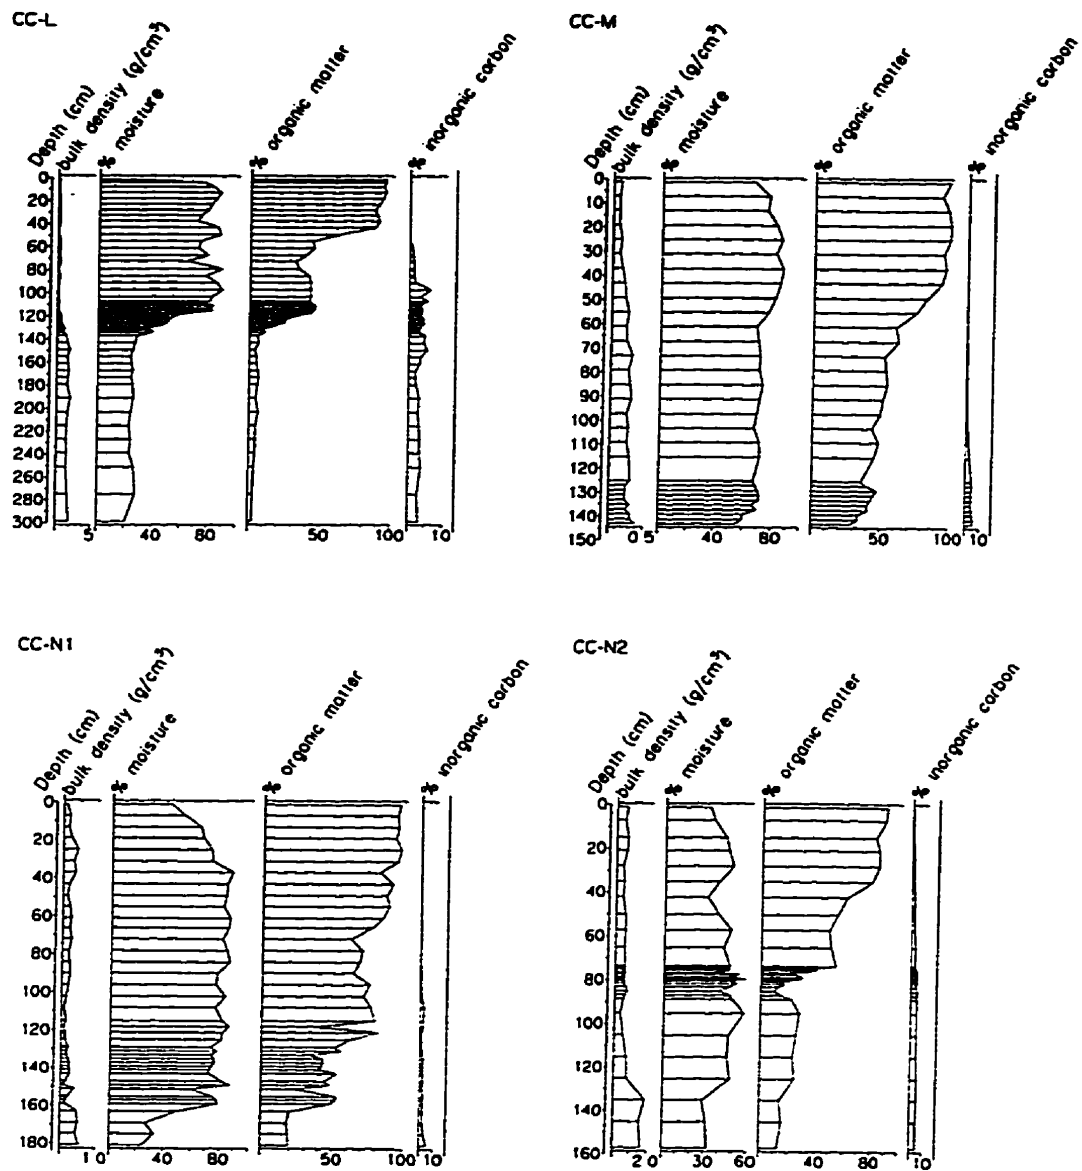 CC-L
Depth (cm)
bulk density (g/cm³)
% moisture
% organic matter
% inorganic carbon
0
20
40
60
80
100
120
140
160
180
200
220
240
260
280
300
5 40 80 50 100 10
CC-M
Depth (cm)
bulk density (g/cm³)
% moisture
% organic matter
% inorganic carbon
0
10
20
30
40
50
60
70
80
90
100
110
120
130
140
150
0 5 40 80 50 100 10
CC-N1
Depth (cm)
bulk density (g/cm³)
% moisture
% organic matter
% inorganic carbon
0
20
40
60
80
100
120
140
160
180
1 0 40 80 50 100 10
CC-N2
Depth (cm)
bulk density (g/cm³)
% moisture
% organic matter
% inorganic carbon
0
20
40
60
80
100
120
140
160
2 0 30 60 40 80 10